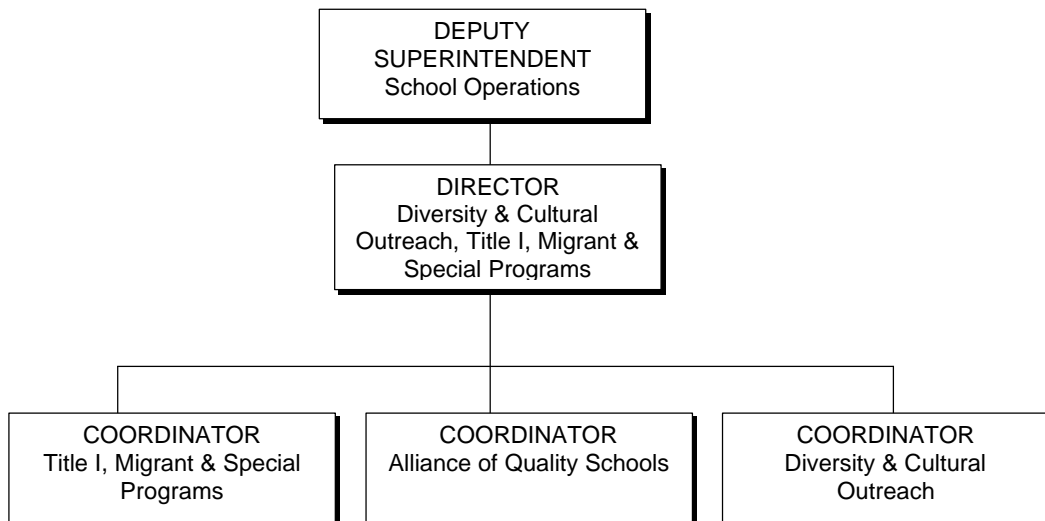 DEPUTY
SUPERINTENDENT
School Operations
DIRECTOR
Diversity & Cultural
Outreach, Title I, Migrant &
Special Programs
COORDINATOR
Title I, Migrant & Special
Programs
COORDINATOR
Alliance of Quality Schools
COORDINATOR
Diversity & Cultural
Outreach